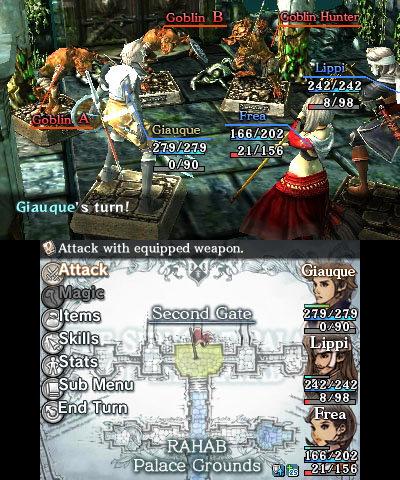 Goblin B
Goblin Hunter
Lippi
242/242
8/98
Goblin A
Giauque
279/279
0/90
Frea
166/202
21/156
Giauque's turn!
Attack with equipped weapon.
Attack
Magic
Items
Skills
Stats
Sub Menu
End Turn
Second Gate
RAHAB
Palace Grounds
Giauque
279/279
0/90
Lippi
242/242
8/98
Frea
166/202
21/156